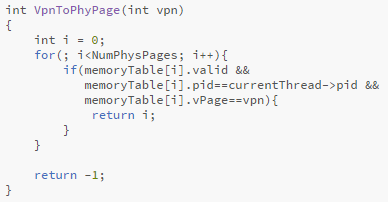 int VpnToPhyPage(int vpn)
{
    int i = 0;
    for(; i<NumPhysPages; i++){
        if(memoryTable[i].valid &&
           memoryTable[i].pid==currentThread->pid &&
           memoryTable[i].vPage==vpn){
            return i;
        }
    }

    return -1;
}